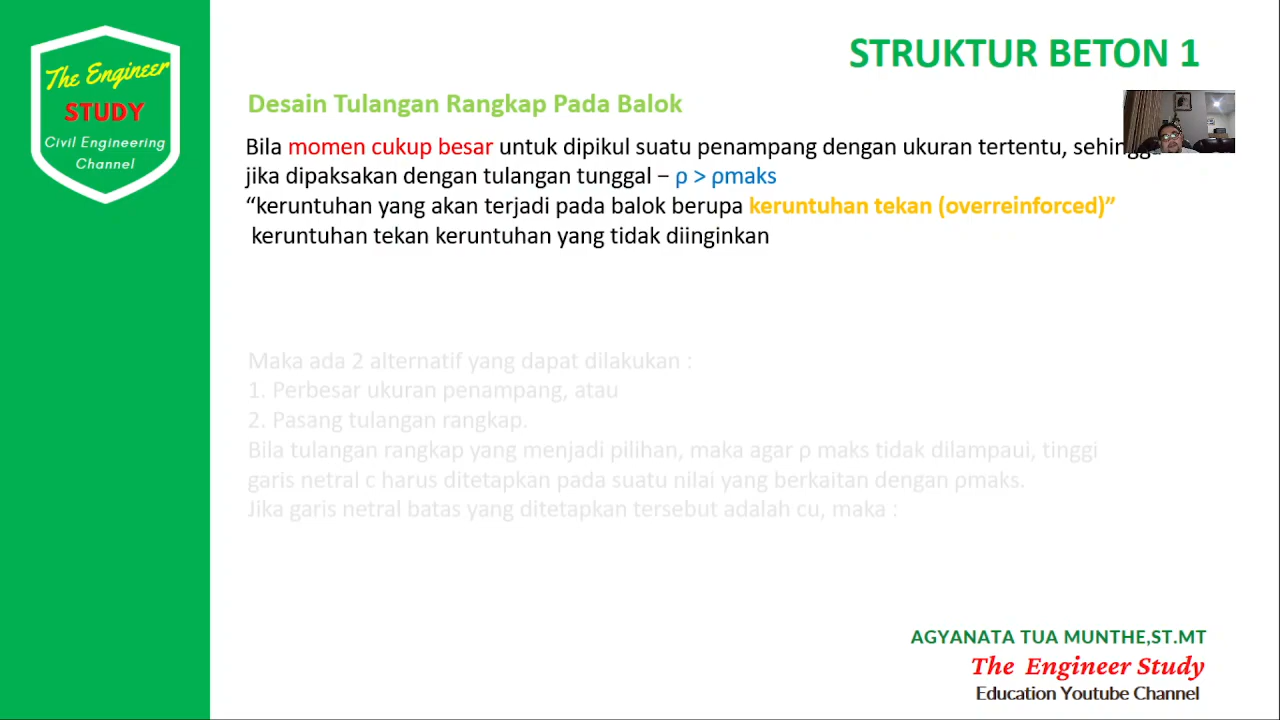 The Engineer
STUDY
Civil Engineering
Channel
STRUKTUR BETON 1
Desain Tulangan Rangkap Pada Balok
Bila momen cukup besar untuk dipikul suatu penampang dengan ukuran tertentu, sehingga
jika dipaksakan dengan tulangan tunggal – ρ > ρmaks
“keruntuhan yang akan terjadi pada balok berupa keruntuhan tekan (overreinforced)”
keruntuhan tekan keruntuhan yang tidak diinginkan
Maka ada 2 alternatif yang dapat dilakukan :
1. Perbesar ukuran penampang, atau
2. Pasang tulangan rangkap.
Bila tulangan rangkap yang menjadi pilihan, maka agar ρ maks tidak dilampaui, tinggi
garis netral c harus ditetapkan pada suatu nilai yang berkaitan dengan ρmaks.
Jika garis netral batas yang ditetapkan tersebut adalah cu, maka :
AGYANATA TUA MUNTHE,ST.MT
The Engineer Study
Education Youtube Channel